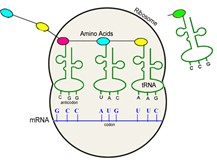 Ribosome
Amino Acids
tRNA
C G G
U A C
A A G
C C G
anticodon
mRNA
G C C
A U G
U U C
codon